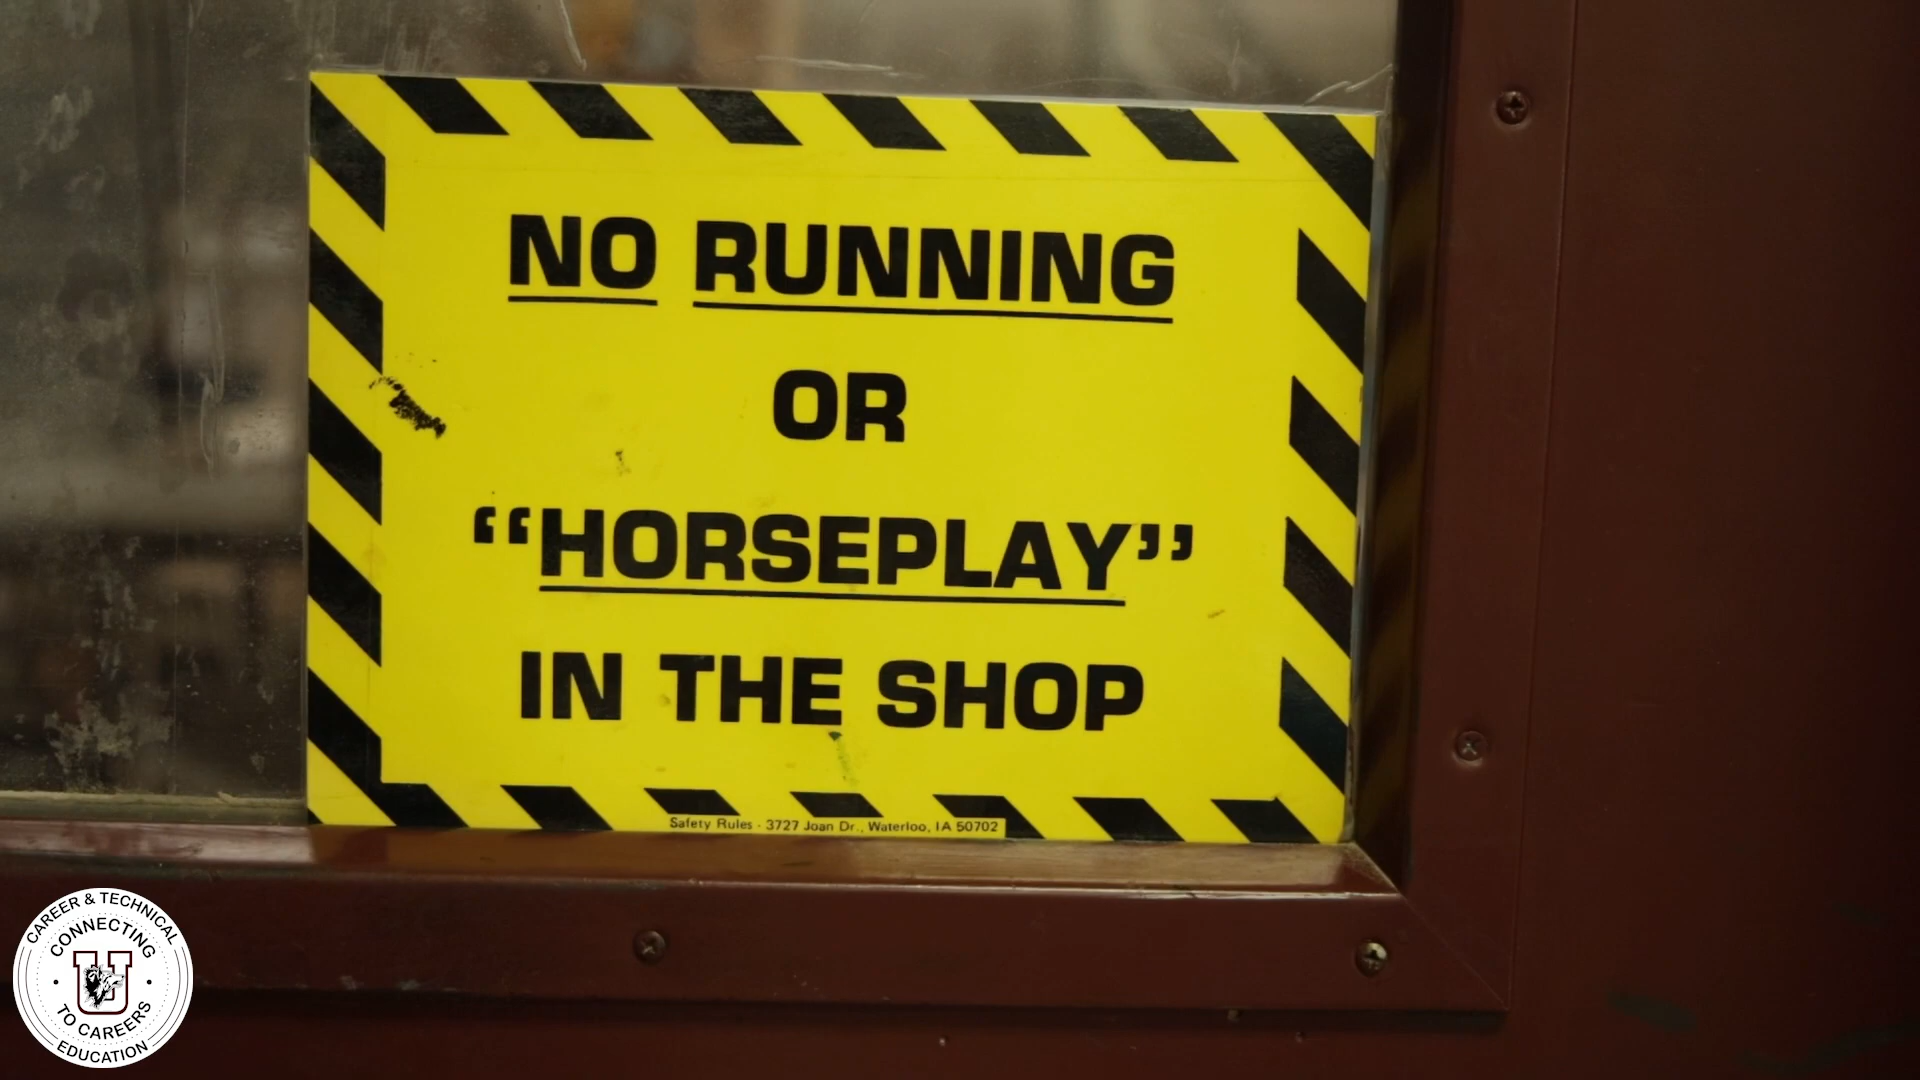 NO RUNNING
OR
“HORSEPLAY”
IN THE SHOP
Safety Rules - 3727 Joan Dr., Waterloo, IA 50702
CAREER & TECHNICAL
CONNECTING
U
TO CAREERS
EDUCATION